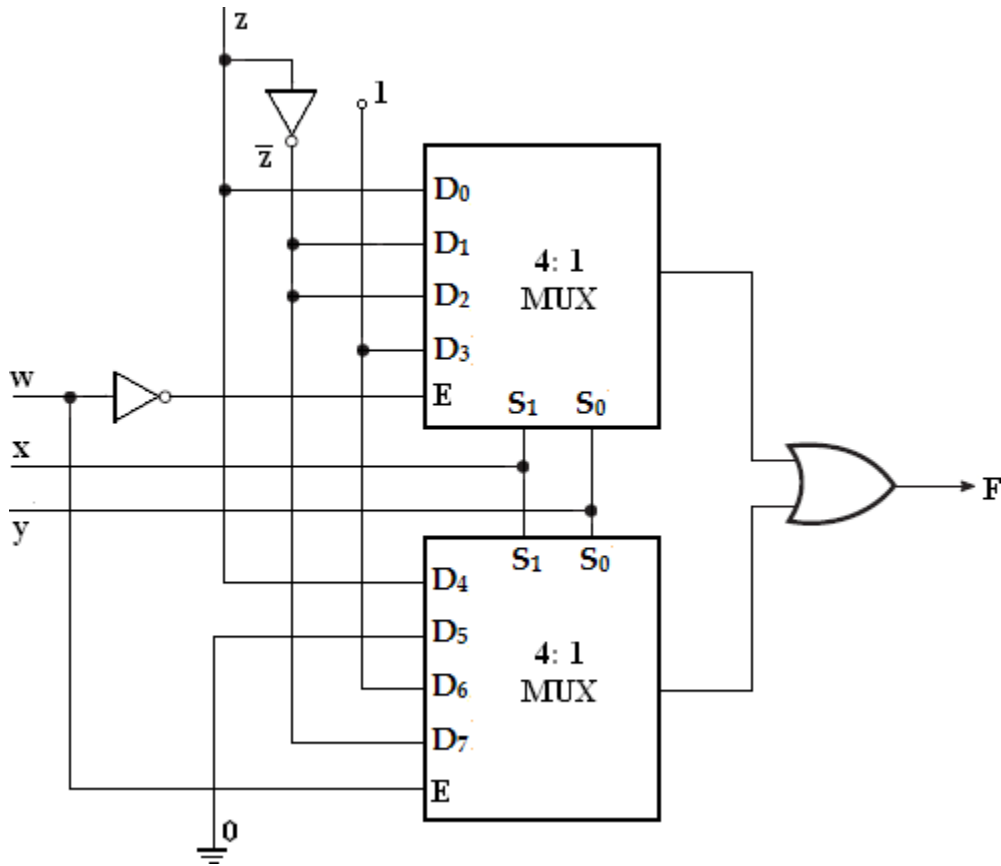 z
1
z̅
D₀
D₁
4: 1
D₂
MUX
D₃
w
E
S₁ S₀
x
F
y
S₁ S₀
D₄
D₅
4: 1
D₆
MUX
D₇
E
0